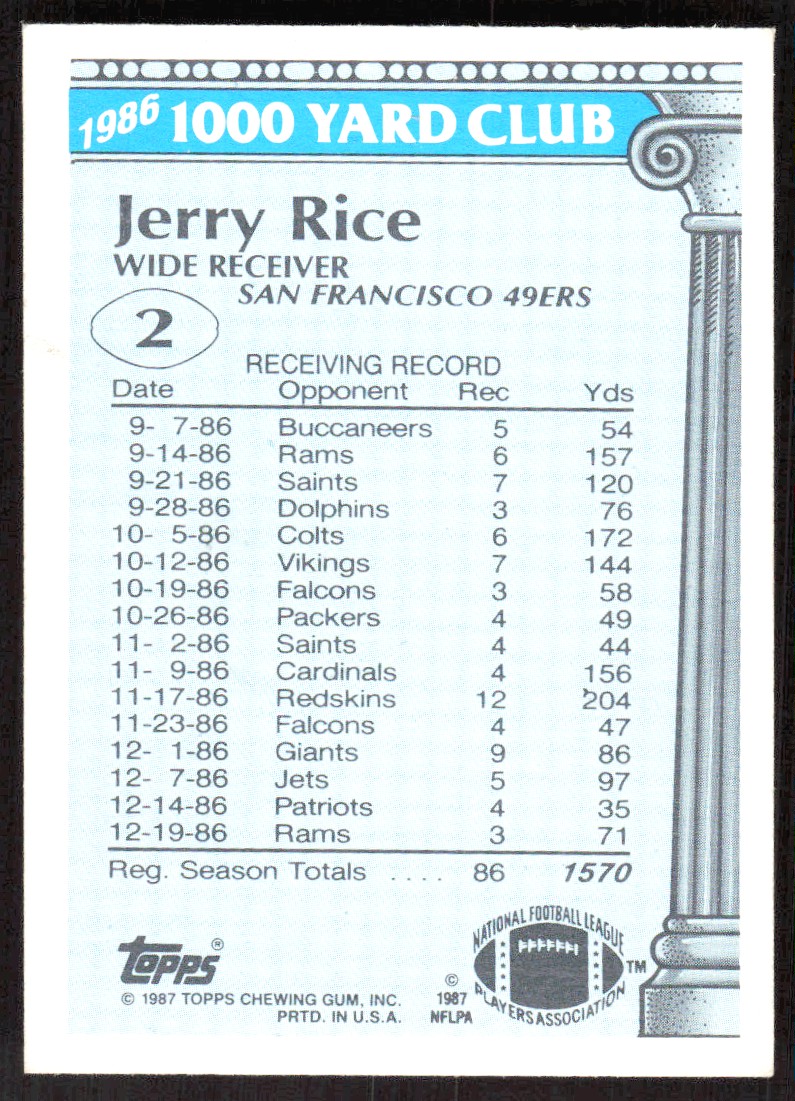 1986 1000 YARD CLUB
Jerry Rice
WIDE RECEIVER
SAN FRANCISCO 49ERS
2
RECEIVING RECORD
Date Opponent Rec Yds
9- 7-86 Buccaneers 5 54
9-14-86 Rams 6 157
9-21-86 Saints 7 120
9-28-86 Dolphins 3 76
10- 5-86 Colts 6 172
10-12-86 Vikings 7 144
10-19-86 Falcons 3 58
10-26-86 Packers 4 49
11- 2-86 Saints 4 44
11- 9-86 Cardinals 4 156
11-17-86 Redskins 12 204
11-23-86 Falcons 4 47
12- 1-86 Giants 9 86
12- 7-86 Jets 5 97
12-14-86 Patriots 4 35
12-19-86 Rams 3 71
Reg. Season Totals .... 86 1570
Topps®
© 1987 TOPPS CHEWING GUM, INC.
PRTD. IN U.S.A.
© 1987 NFLPA
NATIONAL FOOTBALL LEAGUE
PLAYERS ASSOCIATION
TM